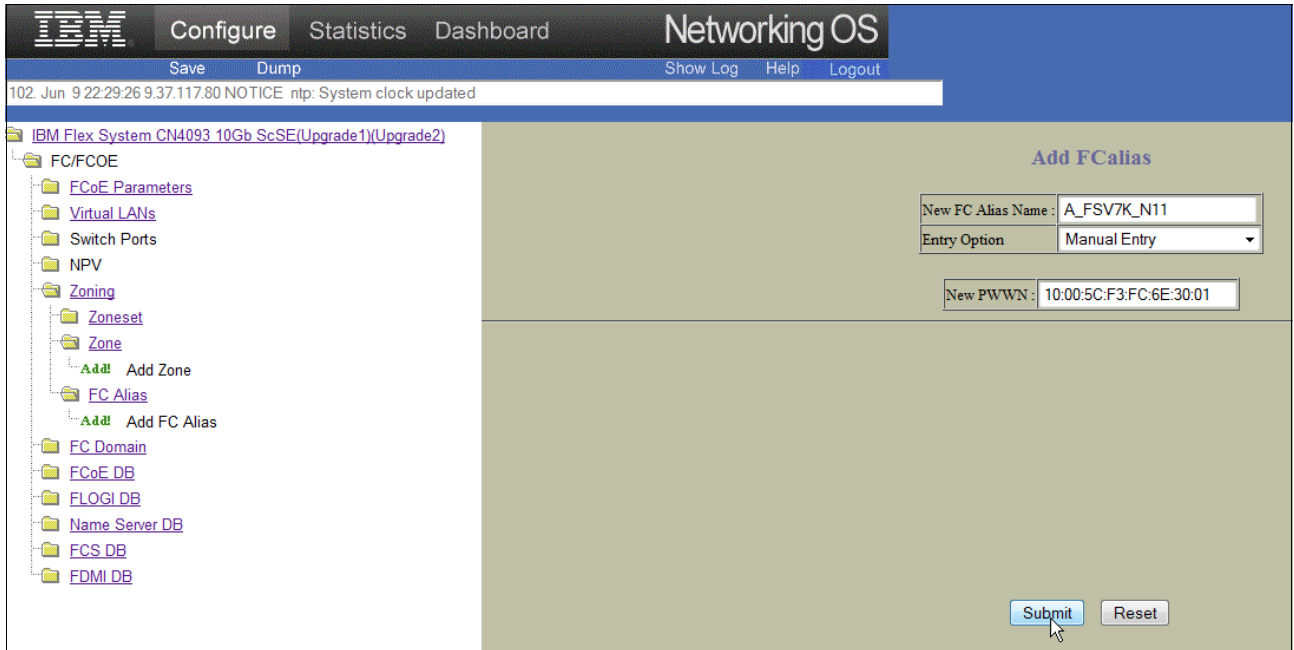 IBM. Configure Statistics Dashboard Networking OS
Save Dump Show Log Help Logout
102. Jun 9 22:29:26 9.37.117.80 NOTICE ntp: System clock updated
IBM Flex System CN4093 10Gb ScSE(Upgrade1)(Upgrade2)
FC/FCOE
FCoE Parameters
Virtual LANs
Switch Ports
NPV
Zoning
Zoneset
Zone
Add! Add Zone
FC Alias
Add! Add FC Alias
FC Domain
FCoE DB
FLOGI DB
Name Server DB
FCS DB
FDMI DB
Add FCalias
New FC Alias Name : A_FSV7K_N11
Entry Option Manual Entry
New PWWN : 10:00:5C:F3:FC:6E:30:01
Submit Reset